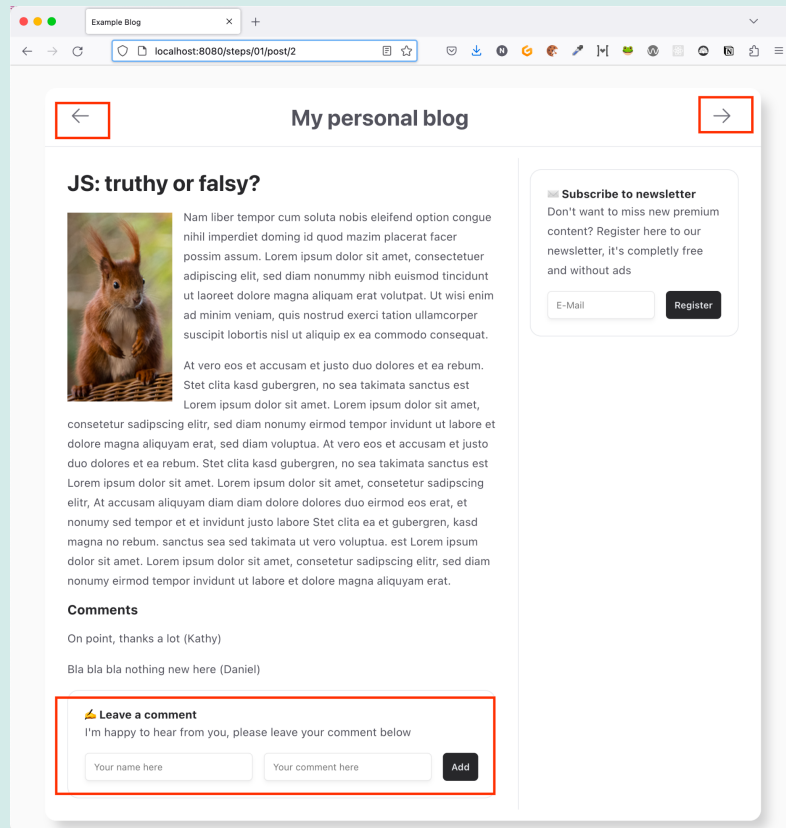 Example Blog
localhost:8080/steps/01/post/2
My personal blog
JS: truthy or falsy?
Nam liber tempor cum soluta nobis eleifend option congue
nihil imperdiet doming id quod mazim placerat facer
possim assum. Lorem ipsum dolor sit amet, consectetuer
adipiscing elit, sed diam nonummy nibh euismod tincidunt
ut laoreet dolore magna aliquam erat volutpat. Ut wisi enim
ad minim veniam, quis nostrud exerci tation ullamcorper
suscipit lobortis nisl ut aliquip ex ea commodo consequat.
At vero eos et accusam et justo duo dolores et ea rebum.
Stet clita kasd gubergren, no sea takimata sanctus est
Lorem ipsum dolor sit amet. Lorem ipsum dolor sit amet,
consetetur sadipscing elitr, sed diam nonumy eirmod tempor invidunt ut labore et
dolore magna aliquyam erat, sed diam voluptua. At vero eos et accusam et justo
duo dolores et ea rebum. Stet clita kasd gubergren, no sea takimata sanctus est
Lorem ipsum dolor sit amet. Lorem ipsum dolor sit amet, consetetur sadipscing
elitr, At accusam aliquyam diam diam dolore dolores duo eirmod eos erat, et
nonumy sed tempor et et invidunt justo labore Stet clita ea et gubergren, kasd
magna no rebum. sanctus sea sed takimata ut vero voluptua. est Lorem ipsum
dolor sit amet. Lorem ipsum dolor sit amet, consetetur sadipscing elitr, sed diam
nonumy eirmod tempor invidunt ut labore et dolore magna aliquyam erat.
Comments
On point, thanks a lot (Kathy)
Bla bla bla nothing new here (Daniel)
✍️ Leave a comment
I'm happy to hear from you, please leave your comment below
Your name here
Your comment here
Add
Subscribe to newsletter
Don't want to miss new premium
content? Register here to our
newsletter, it's completly free
and without ads
E-Mail
Register